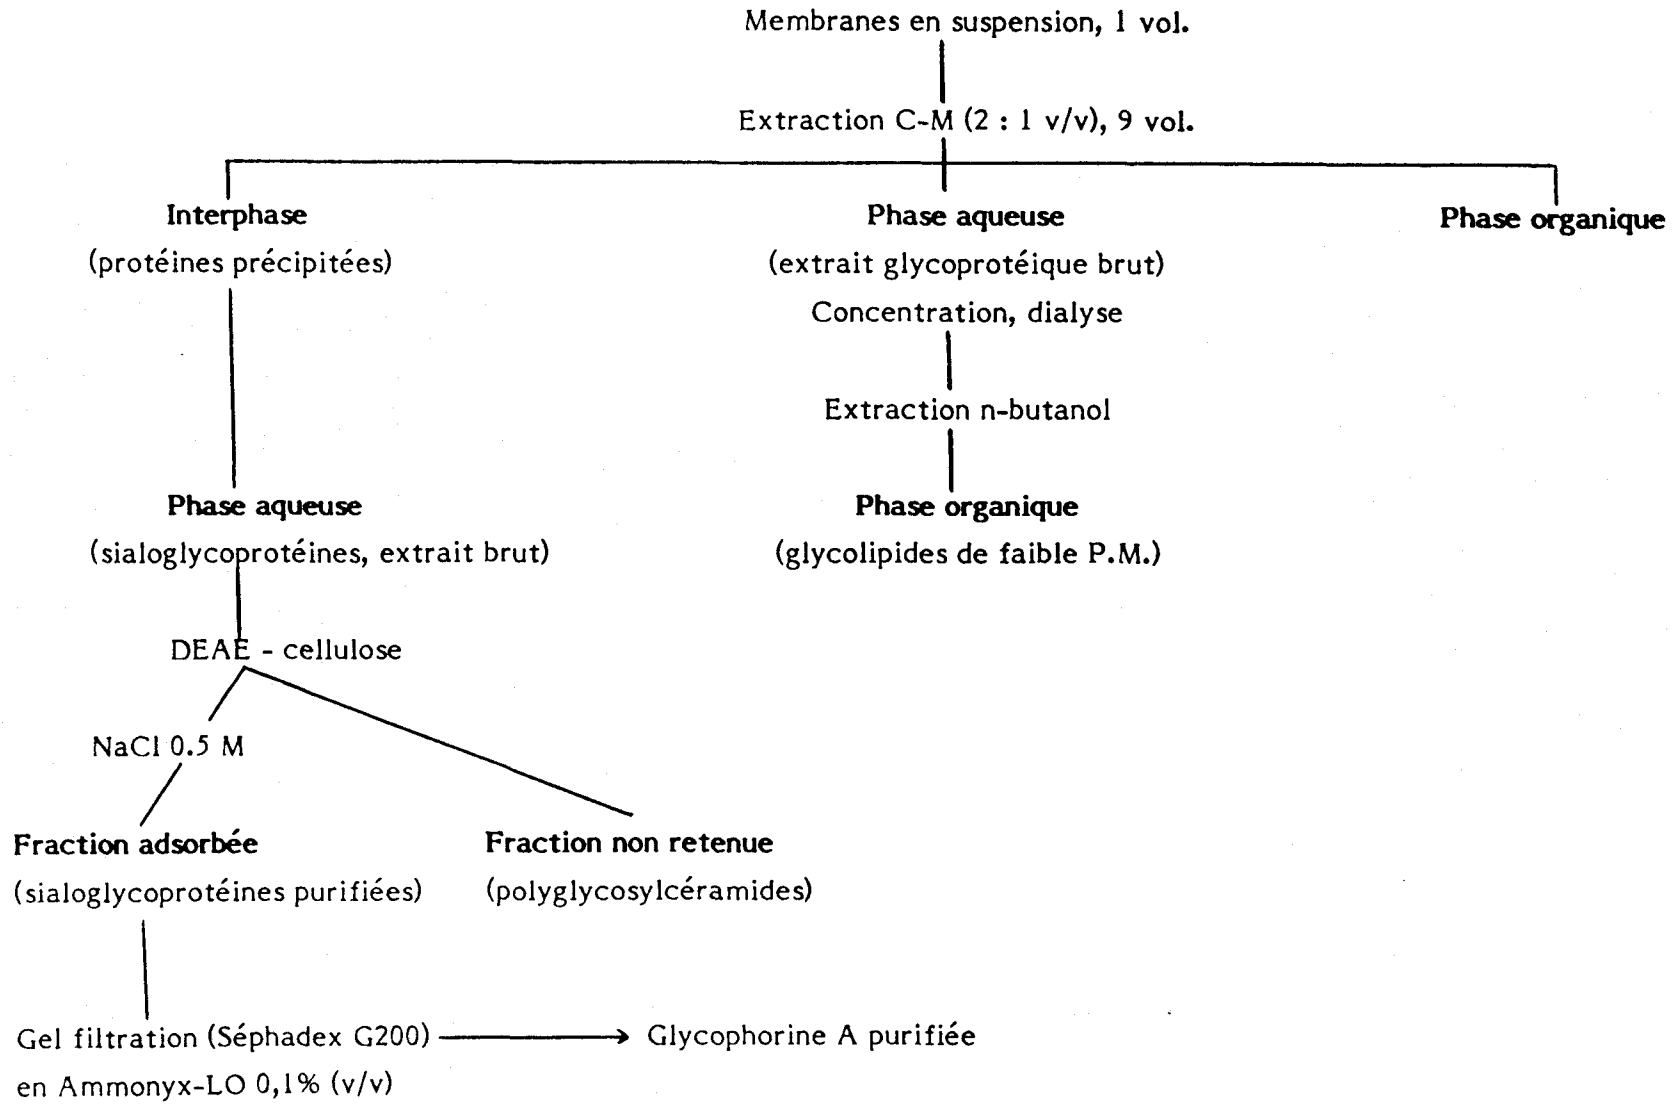 Membranes en suspension, 1 vol.
Extraction C-M (2 : 1 v/v), 9 vol.
Interphase
(protéines précipitées)
Phase aqueuse
(extrait glycoprotéique brut)
Concentration, dialyse
Phase organique
Extraction n-butanol
Phase aqueuse
(sialoglycoprotéines, extrait brut)
Phase organique
(glycolipides de faible P.M.)
DEAE - cellulose
NaCl 0.5 M
Fraction adsorbée
(sialoglycoprotéines purifiées)
Fraction non retenue
(polyglycosylcéramides)
Gel filtration (Séphadex G200)
en Ammonyx-LO 0,1% (v/v)
Glycophorine A purifiée